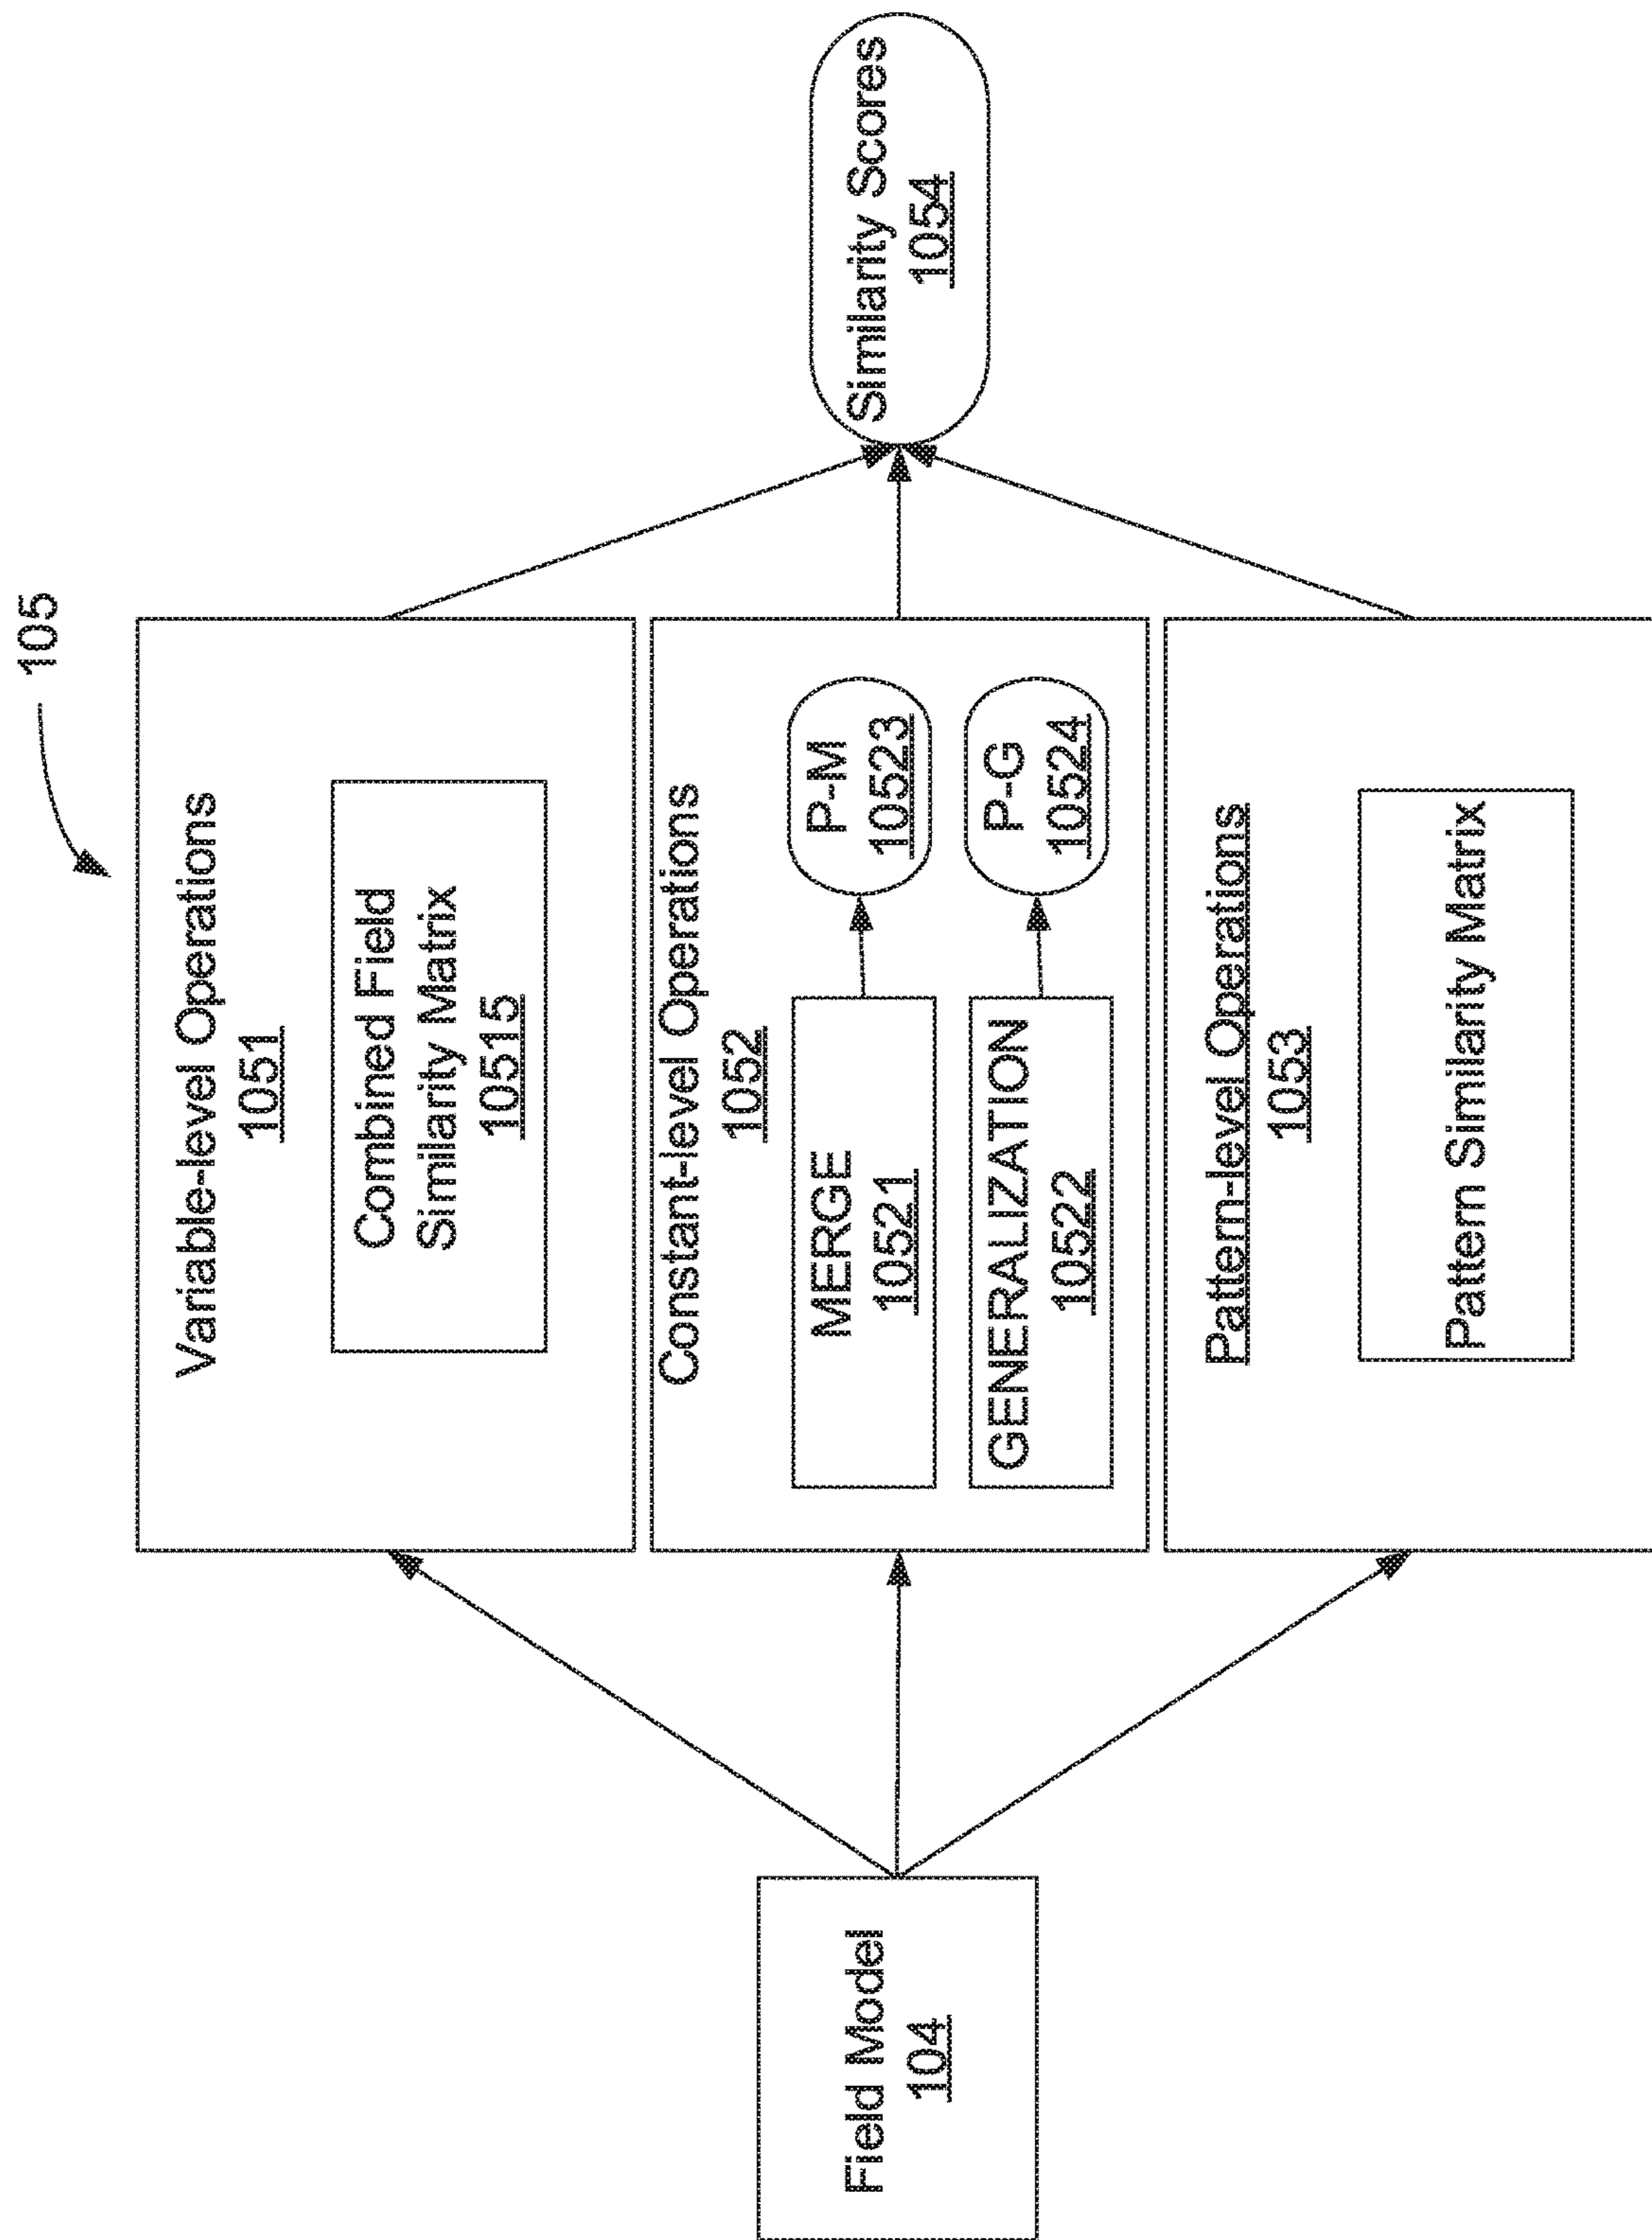 105
Field Model
104
Variable-level Operations
1051
Combined Field
Similarity Matrix
10515
Constant-level Operations
1052
MERGE
10521
P-M
10523
GENERALIZATION
10522
P-G
10524
Pattern-level Operations
1053
Pattern Similarity Matrix
Similarity Scores
1054